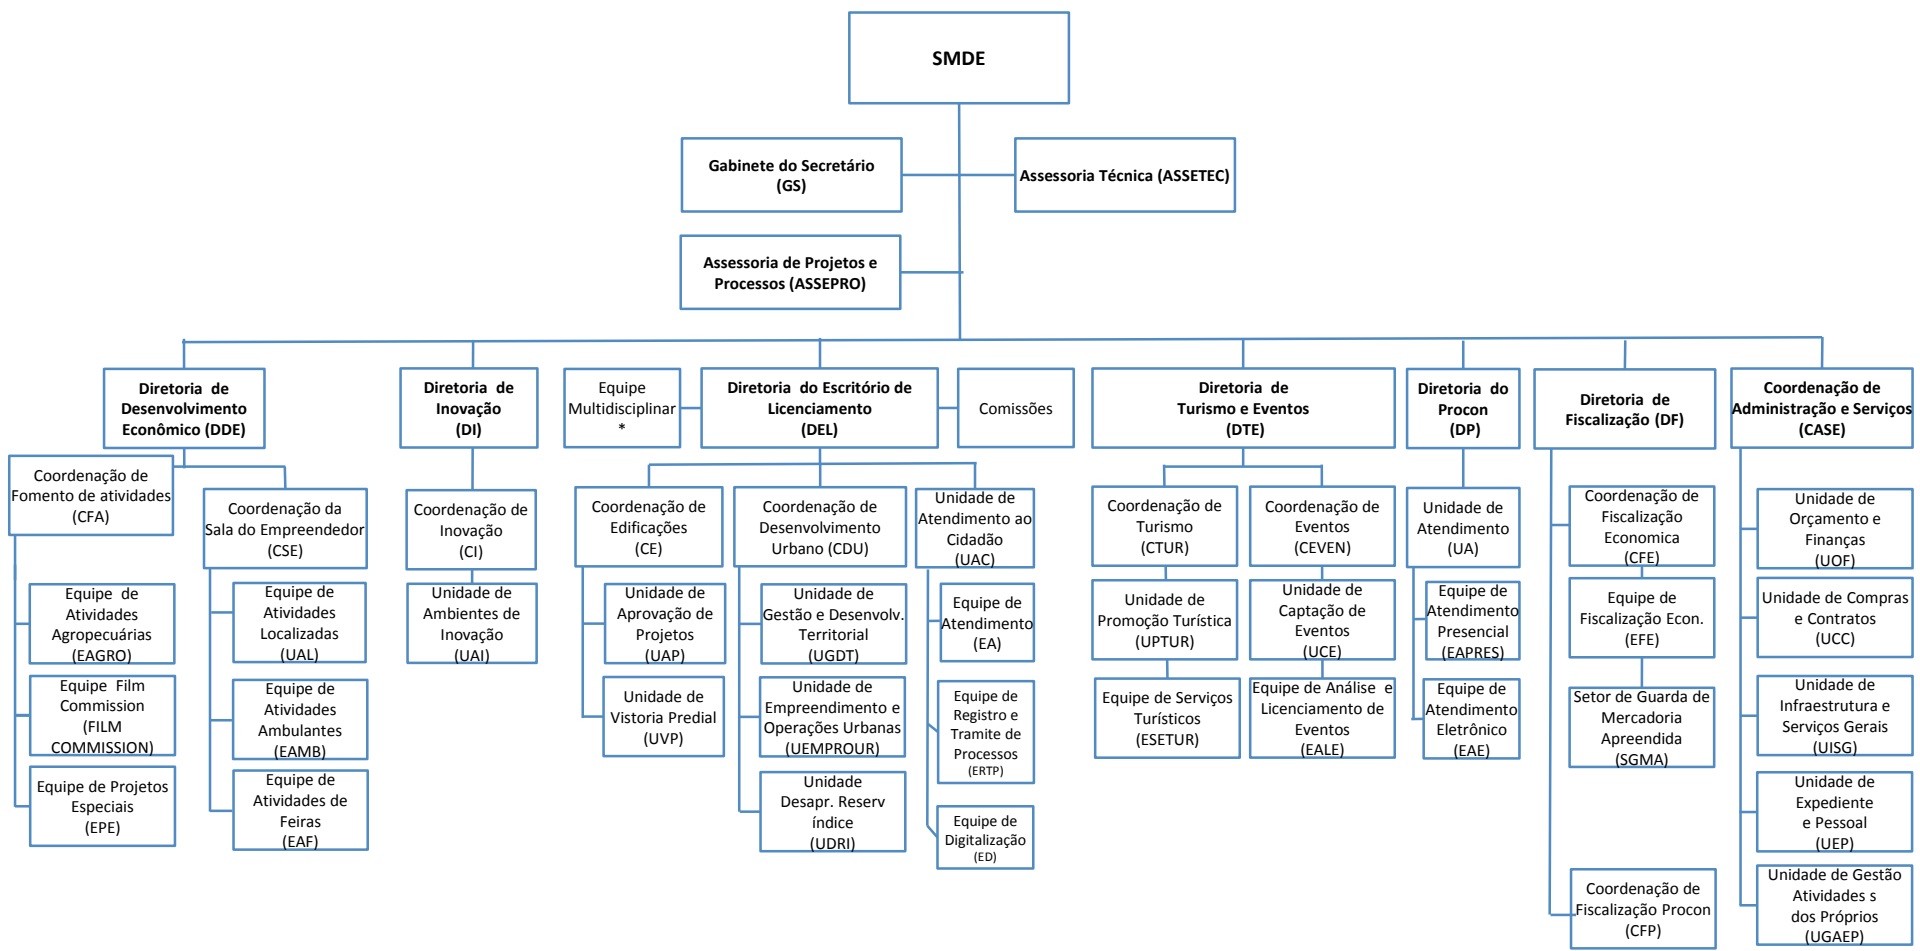 SMDE
Gabinete do Secretário
(GS)
Assessoria Técnica (ASSETEC)
Assessoria de Projetos e
Processos (ASSEPRO)
Diretoria de
Desenvolvimento
Econômico (DDE)
Diretoria de
Inovação
(DI)
Equipe
Multidisciplinar
*
Diretoria do Escritório de
Licenciamento
(DEL)
Comissões
Diretoria de
Turismo e Eventos
(DTE)
Diretoria do
Procon
(DP)
Diretoria de
Fiscalização (DF)
Coordenação de
Administração e Serviços
(CASE)
Coordenação de
Fomento de atividades
(CFA)
Coordenação da
Sala do Empreendedor
(CSE)
Coordenação de
Inovação
(CI)
Coordenação de
Edificações
(CE)
Coordenação de
Desenvolvimento
Urbano (CDU)
Unidade de
Atendimento ao
Cidadão
(UAC)
Coordenação de
Turismo
(CTUR)
Coordenação de
Eventos
(CEVEN)
Unidade de
Atendimento
(UA)
Coordenação de
Fiscalização
Economica
(CFE)
Unidade de
Orçamento e
Finanças
(UOF)
Equipe de
Atividades
Agropecuárias
(EAGRO)
Equipe de
Atividades
Localizadas
(UAL)
Unidade de
Ambientes de
Inovação
(UAI)
Unidade de
Aprovação de
Projetos
(UAP)
Unidade de
Gestão e Desenvolv.
Territorial
(UGDT)
Equipe de
Atendimento
(EA)
Unidade de
Promoção Turística
(UPTUR)
Unidade de
Captação de
Eventos
(UCE)
Equipe de
Atendimento
Presencial
(EAPRES)
Equipe de
Fiscalização Econ.
(EFE)
Unidade de Compras
e Contratos
(UCC)
Equipe Film
Commission
(FILM
COMMISSION)
Equipe de
Atividades
Ambulantes
(EAMB)
Unidade de
Vistoria Predial
(UVP)
Unidade de
Empreendimento e
Operações Urbanas
(UEMPROUR)
Equipe de
Registro e
Tramite de
Processos
(ERTP)
Equipe de Serviços
Turísticos
(ESETUR)
Equipe de Análise e
Licenciamento de
Eventos
(EALE)
Equipe de
Atendimento
Eletrônico
(EAE)
Setor de Guarda de
Mercadoria
Apreendida
(SGMA)
Unidade de
Infraestrutura e
Serviços Gerais
(UISG)
Equipe de Projetos
Especiais
(EPE)
Equipe de
Atividades de
Feiras
(EAF)
Unidade
Desapr. Reserv
índice
(UDRI)
Equipe de
Digitalização
(ED)
Unidade de
Expediente
e Pessoal
(UEP)
Coordenação de
Fiscalização Procon
(CFP)
Unidade de Gestão
Atividades s
dos Próprios
(UGAEP)